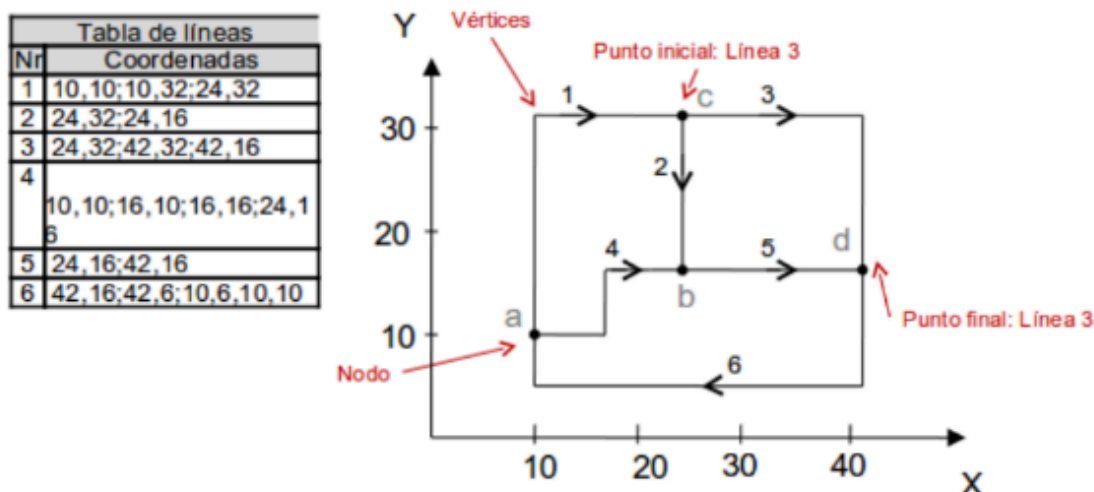 Tabla de líneas
Nr Coordenadas
1 10,10;10,32;24,32
2 24,32;24,16
3 24,32;42,32;42,16
4 10,10;16,10;16,16;24,1
6
5 24,16;42,16
6 42,16;42,6;10,6,10,10
Vértices
Y
Punto inicial: Línea 3
1
c
3
30
2
20
4
5
d
a
b
10
Punto final: Línea 3
Nodo
6
10
20
30
40
X